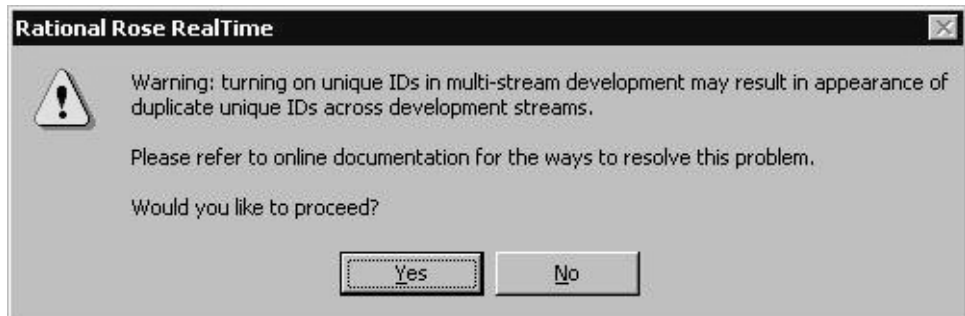 Rational Rose RealTime
Warning: turning on unique IDs in multi-stream development may result in appearance of
duplicate unique IDs across development streams.
Please refer to online documentation for the ways to resolve this problem.
Would you like to proceed?
Yes
No